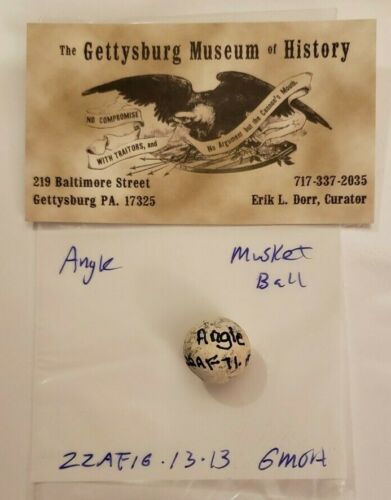 The Gettysburg Museum of History
NO COMPROMISE
WITH TRAITORS, and
No Argument but the Cannon's Mouth.
219 Baltimore Street
Gettysburg PA. 17325
717-337-2035
Erik L. Dorr, Curator
Angle
Musket
Ball
Angle
22AF16.13.13 GMOH